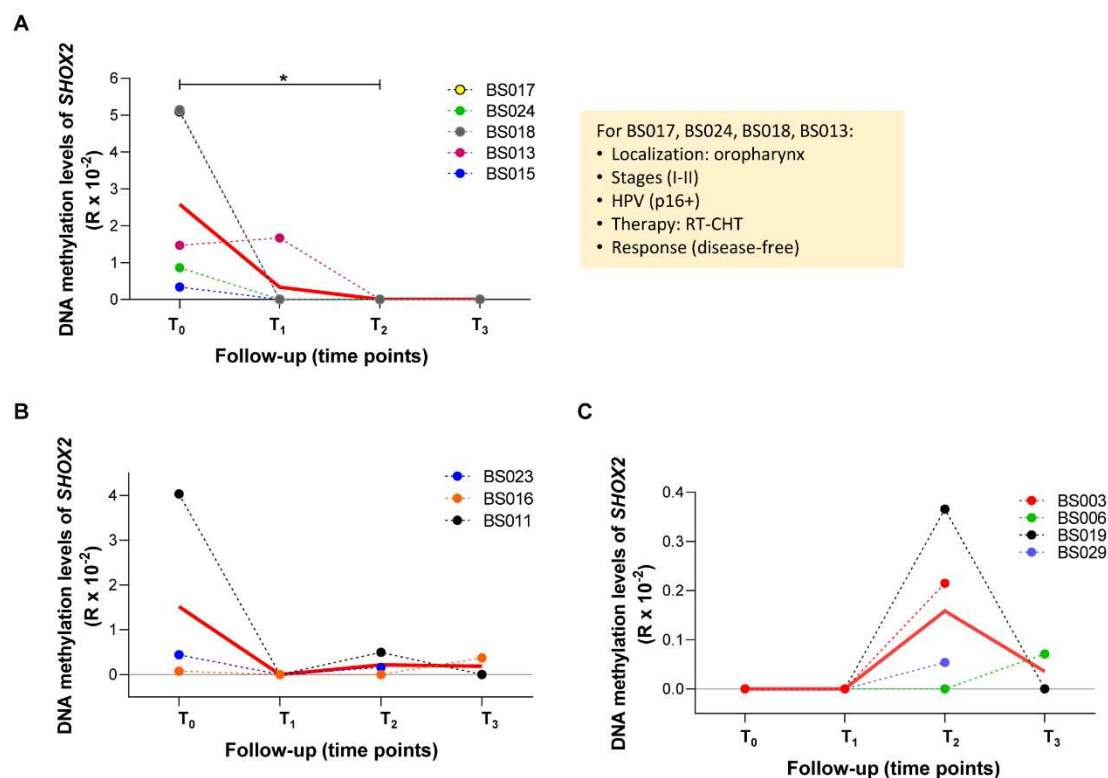 A
DNA methylation levels of SHOX2
(R x 10⁻²)
6
5
4
3
2
1
0
*
BS017
BS024
BS018
BS013
BS015
T₀
T₁
T₂
T₃
Follow-up (time points)
For BS017, BS024, BS018, BS013:
• Localization: oropharynx
• Stages (I-II)
• HPV (p16+)
• Therapy: RT-CHT
• Response (disease-free)
B
DNA methylation levels of SHOX2
(R x 10⁻²)
4
3
2
1
0
BS023
BS016
BS011
T₀
T₁
T₂
T₃
Follow-up (time points)
C
DNA methylation levels of SHOX2
(R x 10⁻²)
0.4
0.3
0.2
0.1
0.0
BS003
BS006
BS019
BS029
T₀
T₁
T₂
T₃
Follow-up (time points)